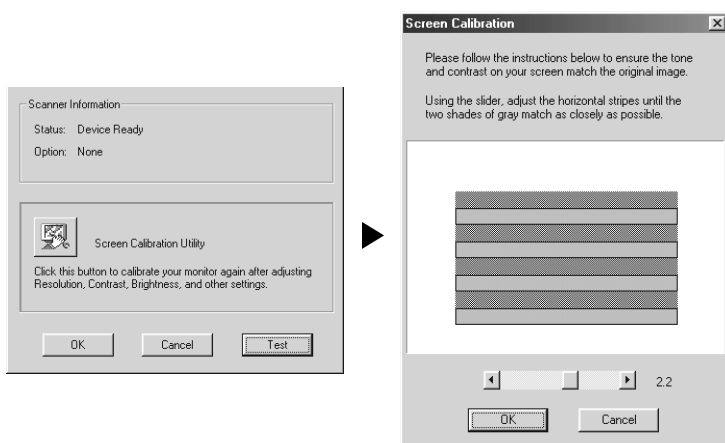 Scanner Information
Status: Device Ready
Option: None
Screen Calibration Utility
Click this button to calibrate your monitor again after adjusting
Resolution, Contrast, Brightness, and other settings.
OK Cancel Test
Screen Calibration
Please follow the instructions below to ensure the tone
and contrast on your screen match the original image.
Using the slider, adjust the horizontal stripes until the
two shades of gray match as closely as possible.
2.2
OK Cancel